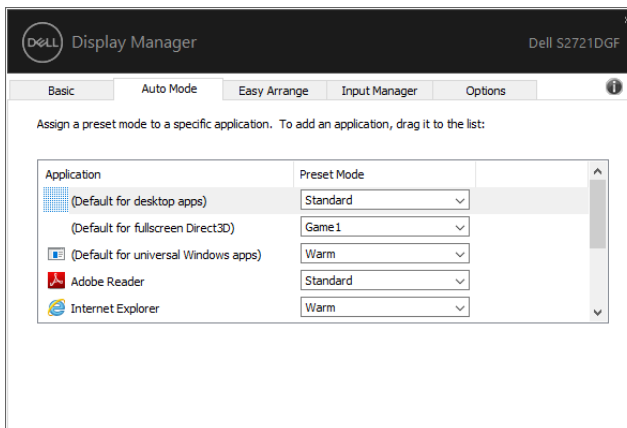 DELL Display Manager Dell S2721DGF
Basic Auto Mode Easy Arrange Input Manager Options
Assign a preset mode to a specific application. To add an application, drag it to the list:
Application Preset Mode
(Default for desktop apps) Standard
(Default for fullscreen Direct3D) Game1
(Default for universal Windows apps) Warm
Adobe Reader Standard
Internet Explorer Warm